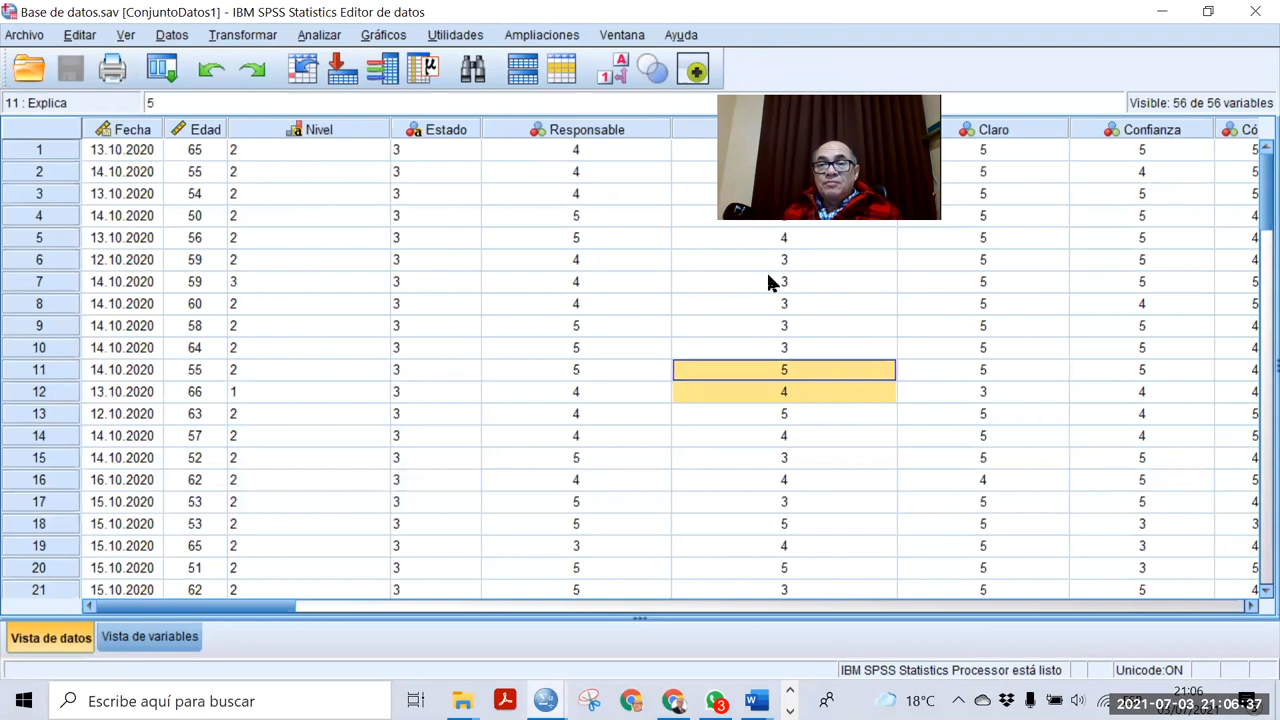 Base de datos.sav [ConjuntoDatos1] - IBM SPSS Statistics Editor de datos
Archivo Editar Ver Datos Transformar Analizar Gráficos Utilidades Ampliaciones Ventana Ayuda
11 : Explica 5 Visible: 56 de 56 variables
Fecha Edad Nivel Estado Responsable Claro Confianza Có
1 13.10.2020 65 2 3 4 5 5 5
2 14.10.2020 55 2 3 4 5 4 5
3 13.10.2020 54 2 3 4 5 5 5
4 14.10.2020 50 2 3 5 5 5 4
5 13.10.2020 56 2 3 5 4 5 5 4
6 12.10.2020 59 2 3 4 3 5 5 4
7 14.10.2020 59 3 3 4 3 5 5 5
8 14.10.2020 60 2 3 4 3 5 4 4
9 14.10.2020 58 2 3 5 3 5 5 4
10 14.10.2020 64 2 3 5 3 5 5 4
11 14.10.2020 55 2 3 5 5 5 5 4
12 13.10.2020 66 1 3 4 4 3 4 4
13 12.10.2020 63 2 3 4 5 5 5 4
14 14.10.2020 57 2 3 4 4 5 4 4
15 14.10.2020 52 2 3 5 3 5 5 4
16 16.10.2020 62 2 3 4 4 4 5 4
17 15.10.2020 53 2 3 5 3 5 5 4
18 15.10.2020 53 2 3 5 5 5 3 3
19 15.10.2020 65 2 3 3 4 5 3 4
20 15.10.2020 51 2 3 5 5 5 3 5
21 15.10.2020 62 2 3 5 3 5 5 4
Vista de datos Vista de variables
IBM SPSS Statistics Processor está listo Unicode:ON
Escribe aquí para buscar 3 18°C 21:06
2021-07-03 21:06:37